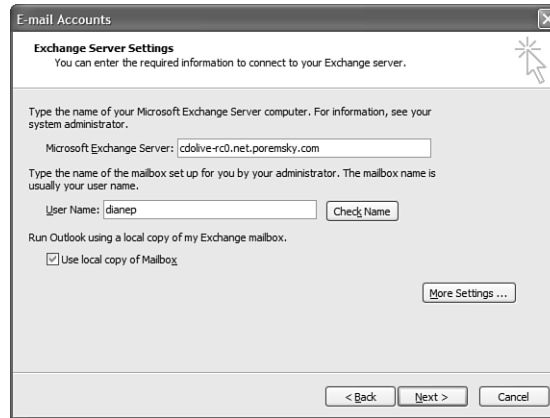 E-mail Accounts
Exchange Server Settings
You can enter the required information to connect to your Exchange server.
Type the name of your Microsoft Exchange Server computer. For information, see your
system administrator.
Microsoft Exchange Server: cdolive-rc0.net.poremsky.com
Type the name of the mailbox set up for you by your administrator. The mailbox name is
usually your user name.
User Name: dianep Check Name
Run Outlook using a local copy of my Exchange mailbox.
Use local copy of Mailbox
More Settings ...
< Back Next > Cancel